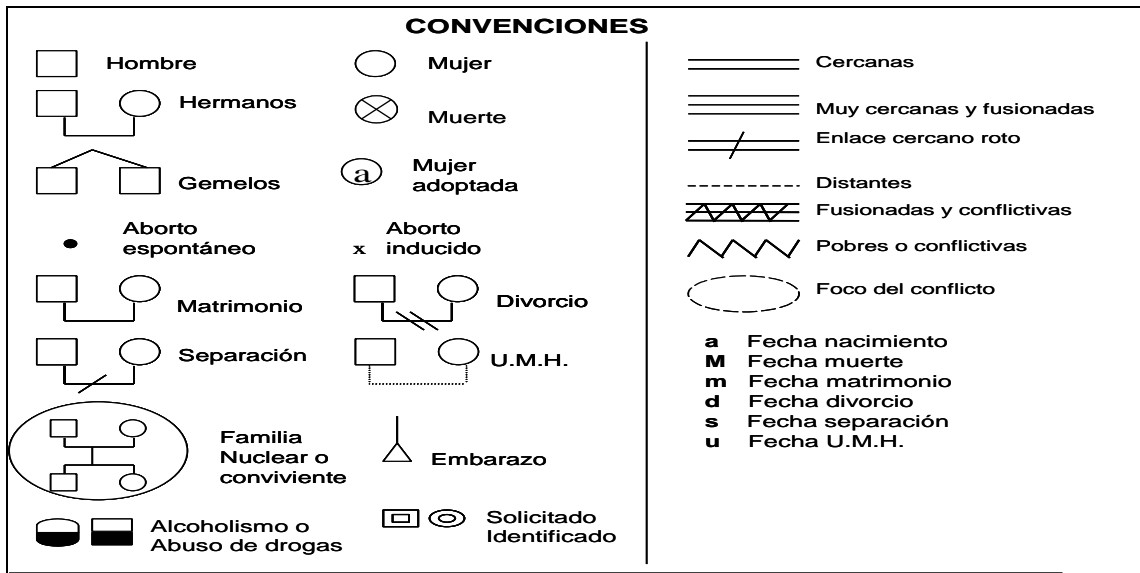 CONVENCIONES
Hombre
Mujer
Hermanos
Muerte
Gemelos
a
Mujer
adoptada
Aborto
espontáneo
x
Aborto
inducido
Matrimonio
Divorcio
Separación
U.M.H.
Familia
Nuclear o
conviviente
Embarazo
Alcoholismo o
Abuso de drogas
Solicitado
Identificado
Cercanas
Muy cercanas y fusionadas
Enlace cercano roto
Distantes
Fusionadas y conflictivas
Pobres o conflictivas
Foco del conflicto
a Fecha nacimiento
M Fecha muerte
m Fecha matrimonio
d Fecha divorcio
s Fecha separación
u Fecha U.M.H.